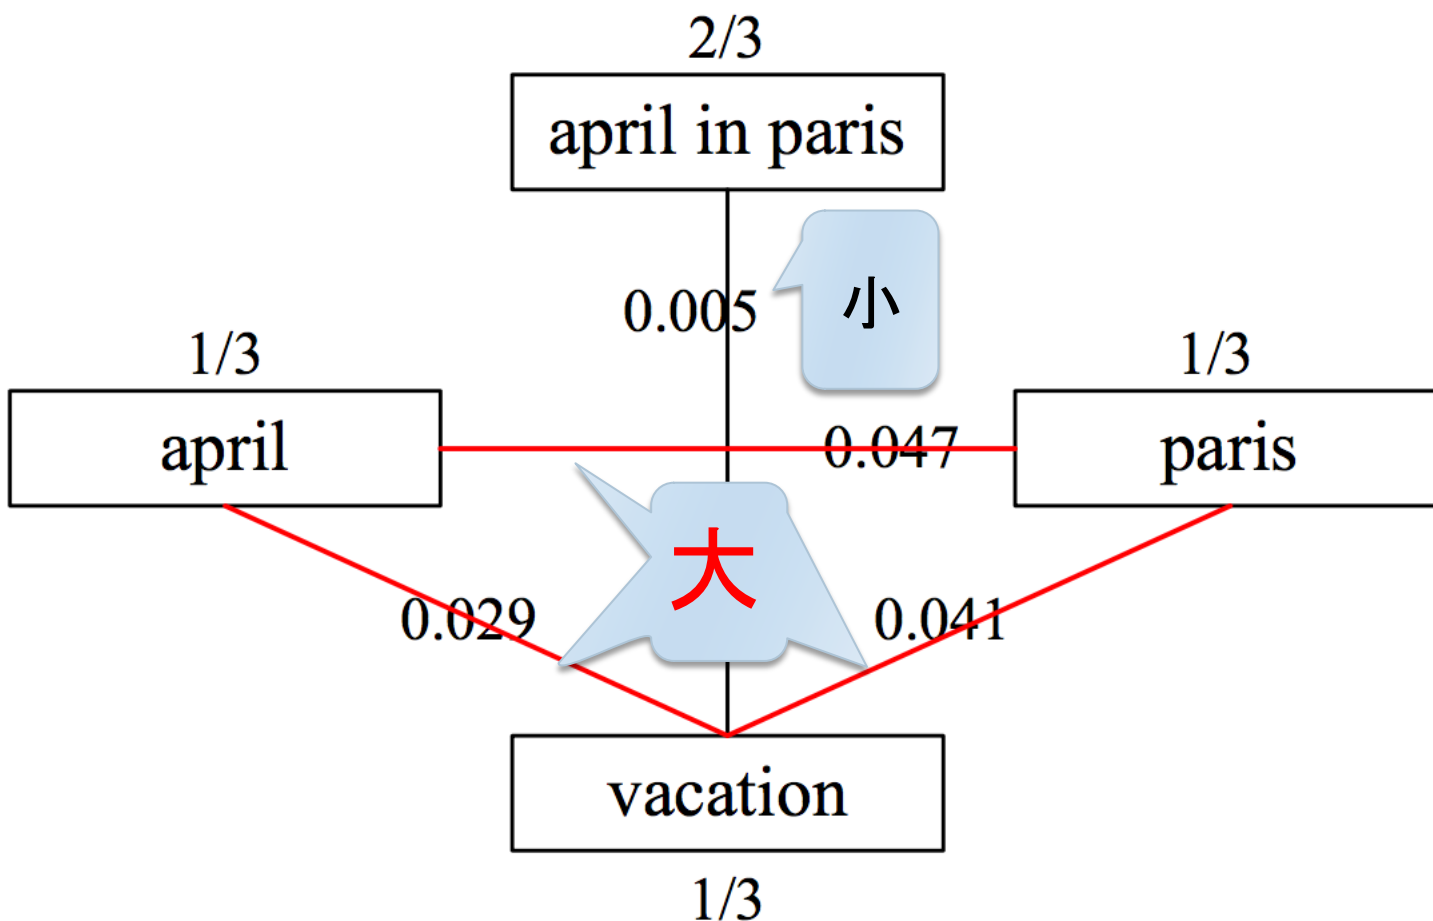 2/3
april in paris
小
0.005
1/3
1/3
april
0.047
paris
大
0.029
0.041
vacation
1/3